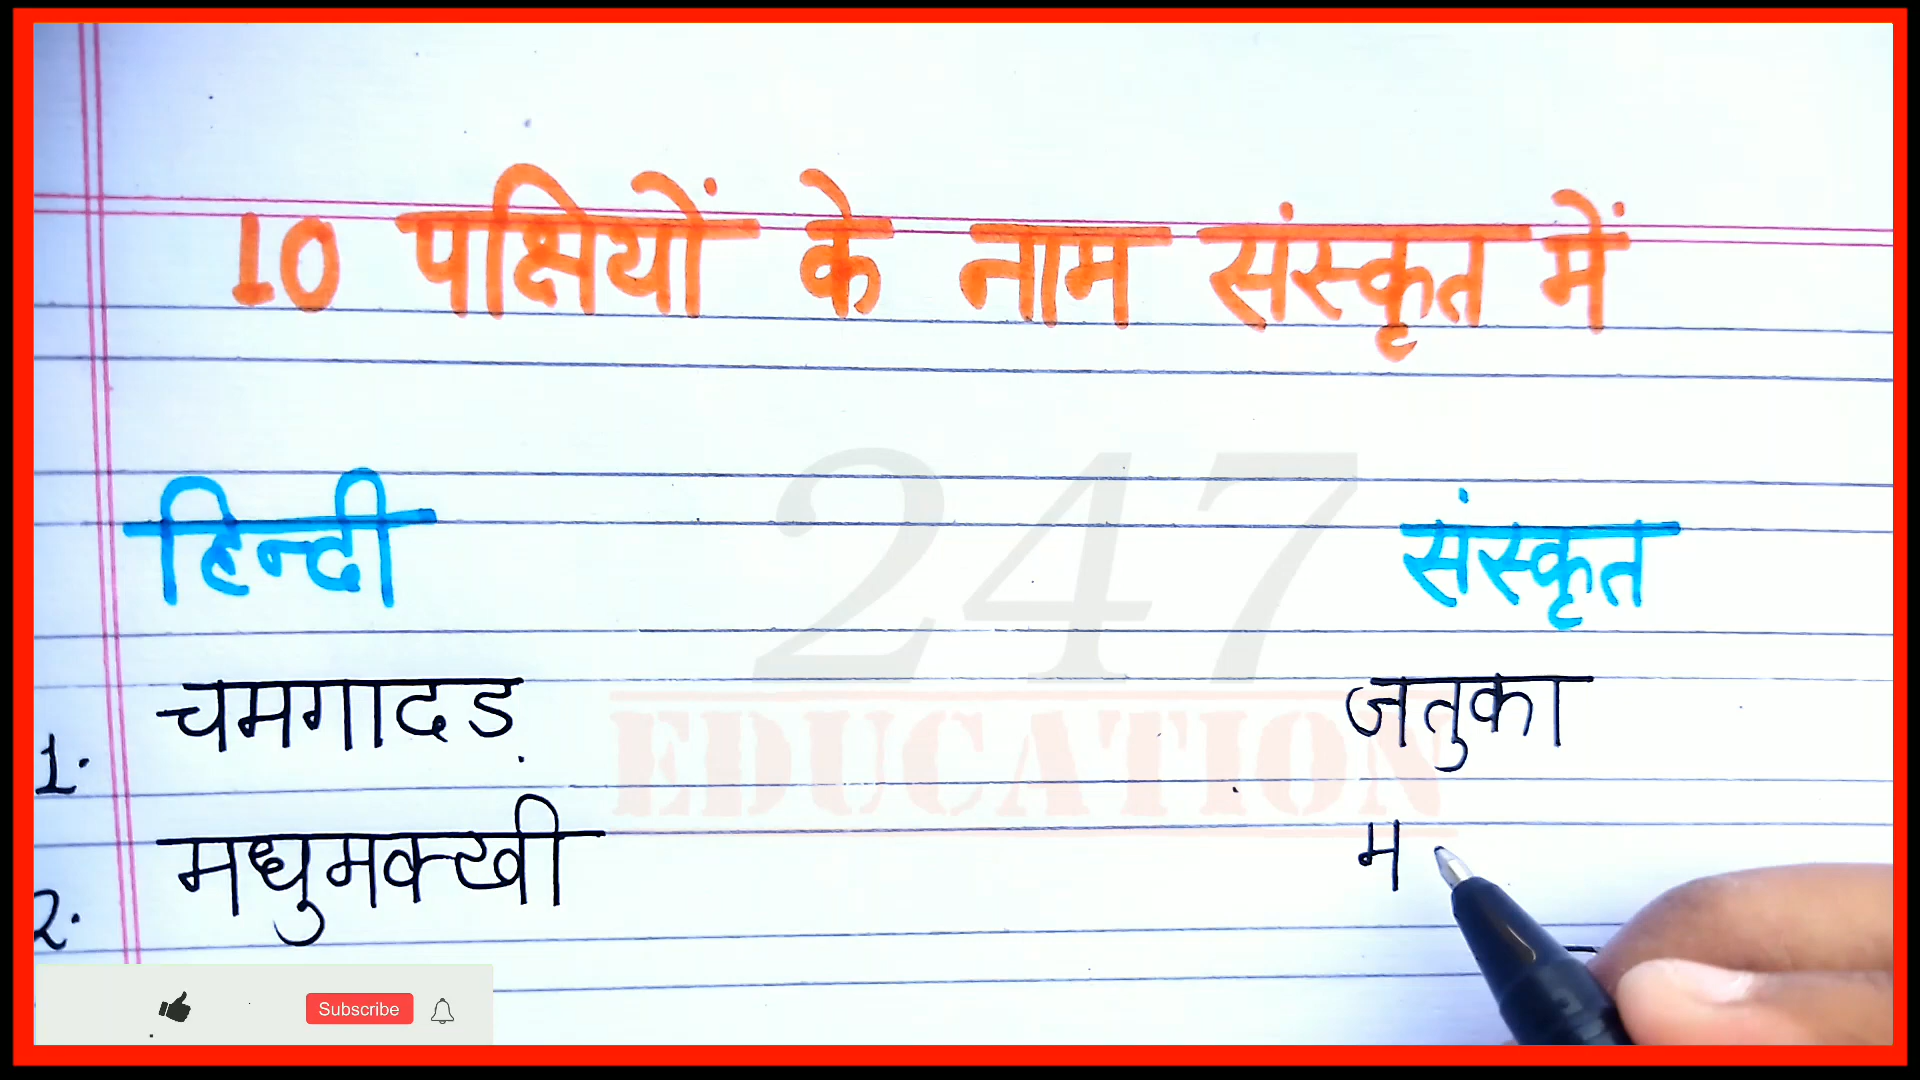 10 पक्षियों के नाम संस्कृत में
हिन्दी संस्कृत
247
EDUCATION
1. चमगादड़ जतुका
2. मधुमक्खी म
Subscribe